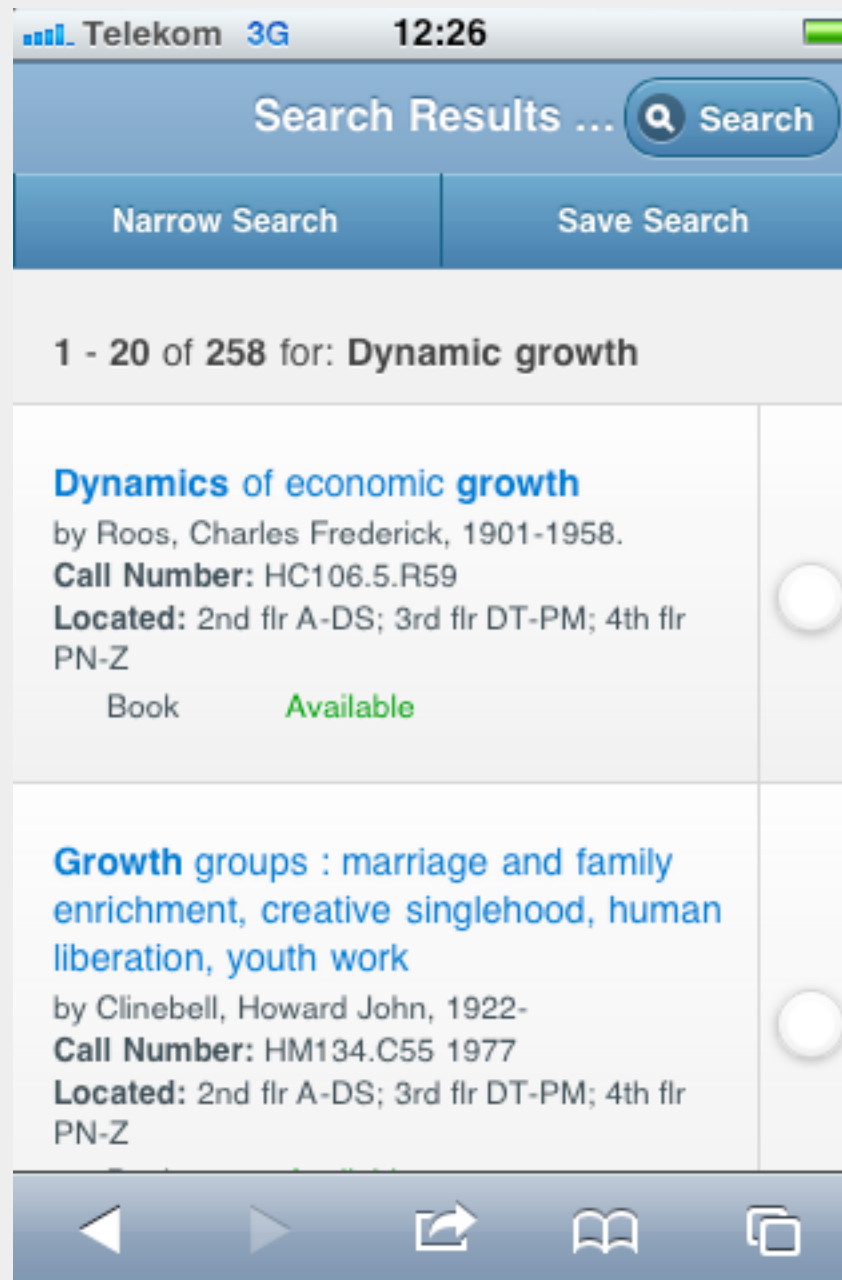 Telekom 3G 12:26
Search Results ... Search
Narrow Search Save Search
1 - 20 of 258 for: Dynamic growth
Dynamics of economic growth
by Roos, Charles Frederick, 1901-1958.
Call Number: HC106.5.R59
Located: 2nd flr A-DS; 3rd flr DT-PM; 4th flr
PN-Z
Book Available
Growth groups : marriage and family
enrichment, creative singlehood, human
liberation, youth work
by Clinebell, Howard John, 1922-
Call Number: HM134.C55 1977
Located: 2nd flr A-DS; 3rd flr DT-PM; 4th flr
PN-Z